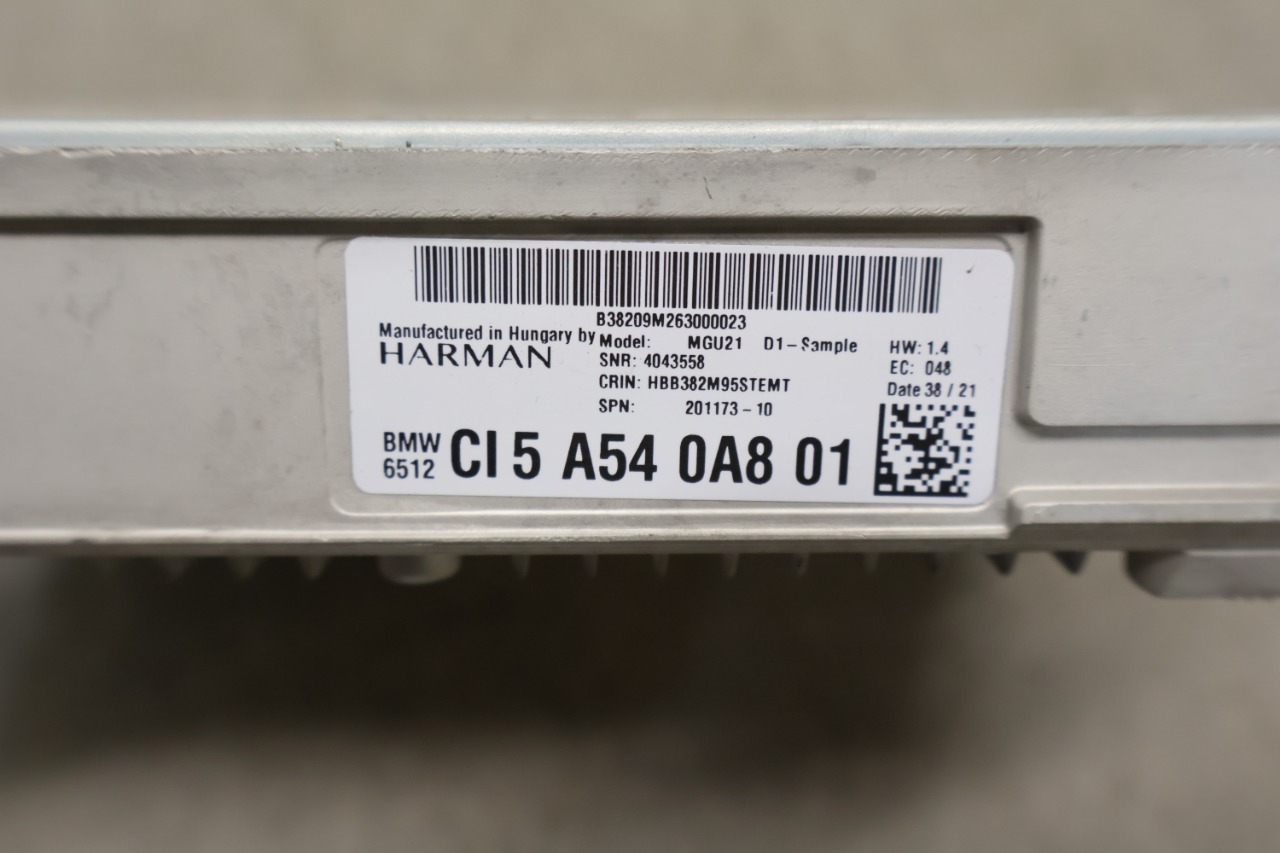 B38209M263000023
Manufactured in Hungary by
HARMAN
Model: MGU21 D1-Sample
SNR: 4043558
CRIN: HBB382M95STEMT
SPN: 201173-10
HW: 1.4
EC: 048
Date 38 / 21
BMW
6512
CI 5 A54 0A8 01